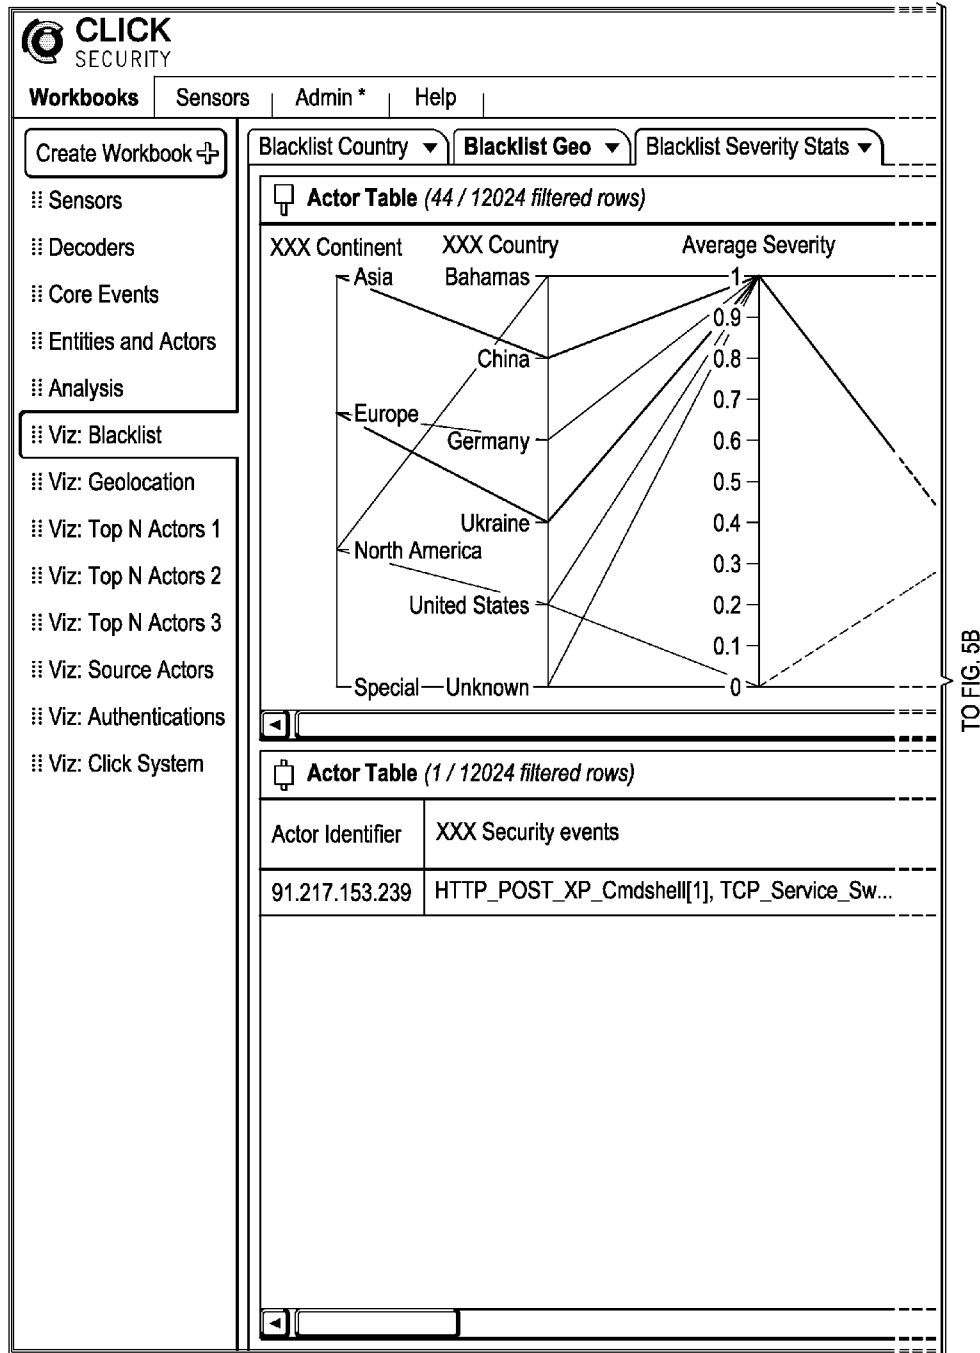 CLICK
SECURITY
Workbooks Sensors Admin * Help
Create Workbook
Sensors
Decoders
Core Events
Entities and Actors
Analysis
Viz: Blacklist
Viz: Geolocation
Viz: Top N Actors 1
Viz: Top N Actors 2
Viz: Top N Actors 3
Viz: Source Actors
Viz: Authentications
Viz: Click System
Blacklist Country Blacklist Geo Blacklist Severity Stats
Actor Table (44 / 12024 filtered rows)
XXX Continent XXX Country Average Severity
Asia Bahamas 1
0.9
China 0.8
0.7
Europe
Germany 0.6
0.5
Ukraine 0.4
North America 0.3
United States 0.2
0.1
Special Unknown 0
Actor Table (1 / 12024 filtered rows)
Actor Identifier XXX Security events
91.217.153.239 HTTP_POST_XP_Cmdshell[1], TCP_Service_Sw...
TO FIG. 5B